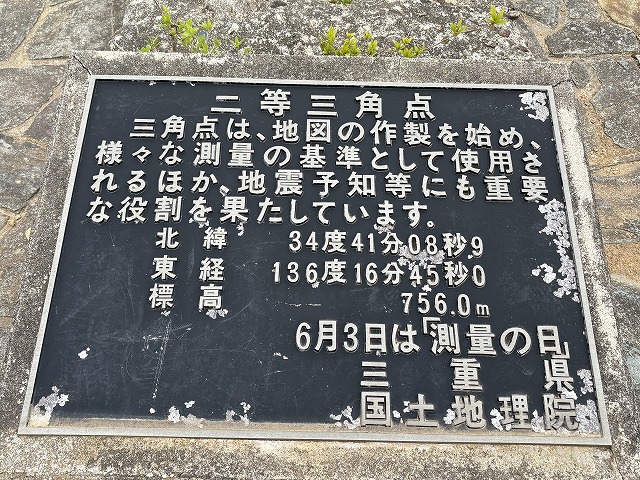 二等三角点
三角点は、地図の作製を始め、
様々な測量の基準として使用さ
れるほか、地震予知等にも重要
な役割を果たしています。
北緯 34度41分08秒9
東経 136度16分45秒0
標高 756.0m
6月3日は「測量の日」
三重県
国土地理院